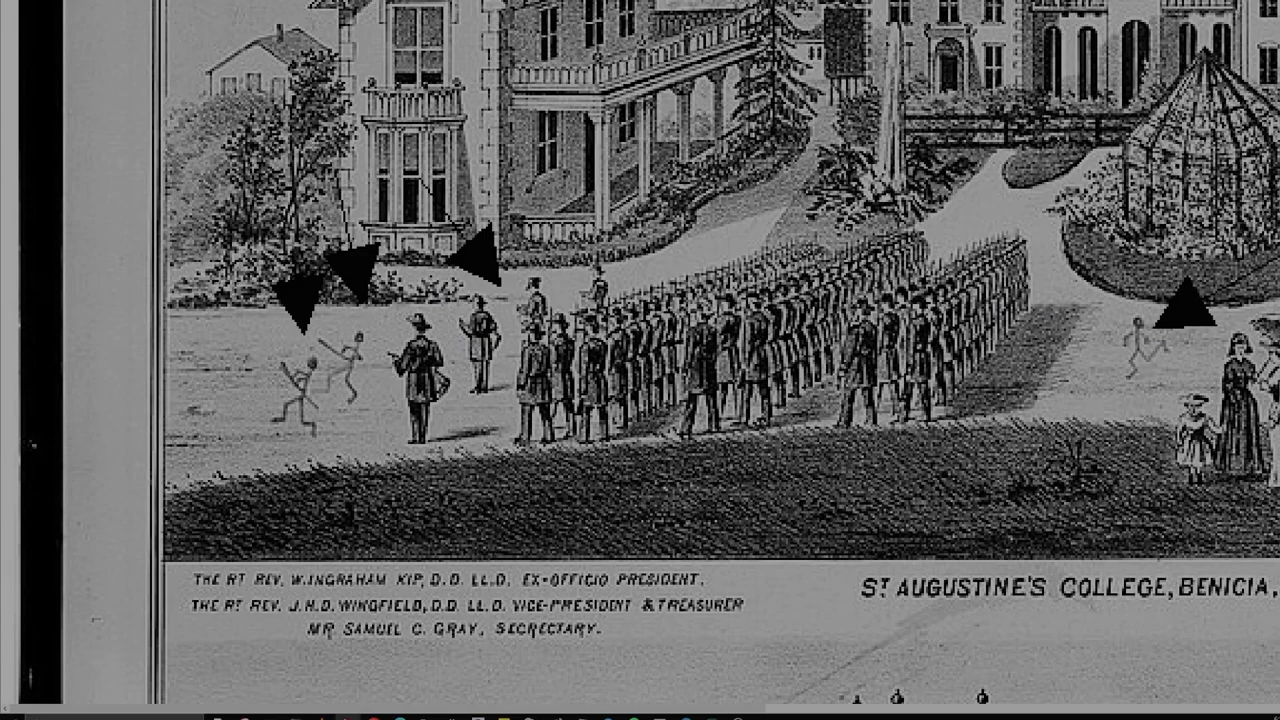 THE RT REV. W. INGRAHAM KIP, D.D. LL.D. EX-OFFICIO PRESIDENT.
THE RT REV. J.H.D. WINGFIELD, D.D. LL.D. VICE-PRESIDENT & TREASURER
MR SAMUEL C. GRAY, SECRECTARY.
ST AUGUSTINE'S COLLEGE, BENICIA,